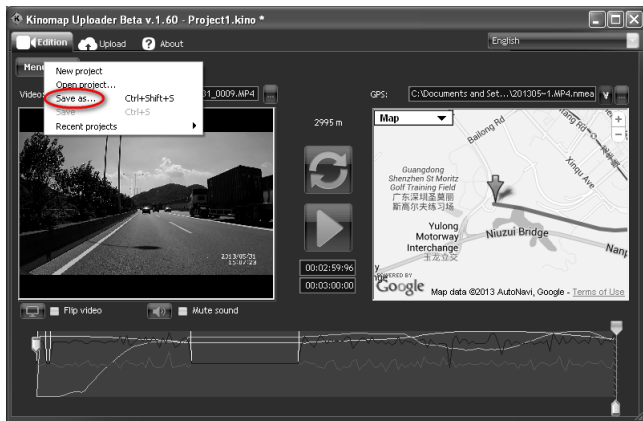 Kinomap Uploader Beta v.1.60 - Project1.kino *
Edition Upload ? About English
Menu
New project
Open project...
Save as... Ctrl+Shift+S
Save Ctrl+S
Recent projects
Video: 31_0009.MP4 ...
GPS: C:\Documents and Set...\201305~1.MP4.nmea v ...
2995 m
Map
+
−
Bailong Rd
Xinqu Ave
Guangdong
Shenzhen St Moritz
Golf Training Field
广东深圳圣莫丽
斯高尔夫练习场
Yulong
Motorway
Interchange
玉龙立交
Niuzui Bridge
2013/05/31
15:07:23
00:02:59:96
00:03:00:00
POWERED BY
Google
Map data ©2013 AutoNavi, Google - Terms of Use
Flip video Mute sound